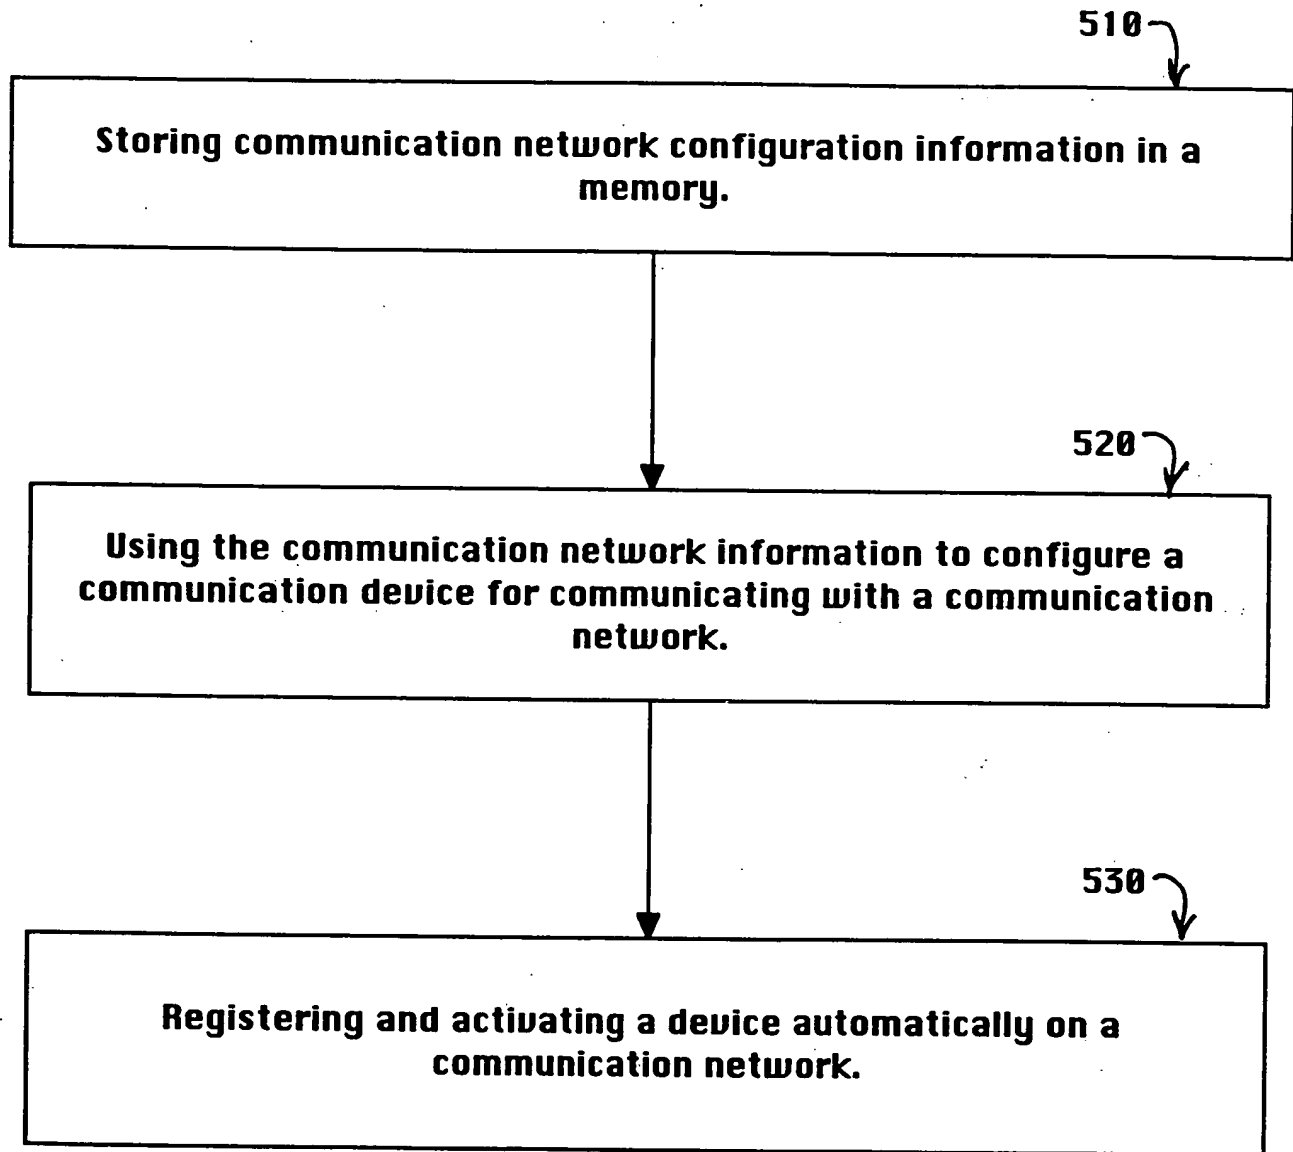 510
Storing communication network configuration information in a
memory.
520
Using the communication network information to configure a
communication device for communicating with a communication
network.
530
Registering and activating a device automatically on a
communication network.